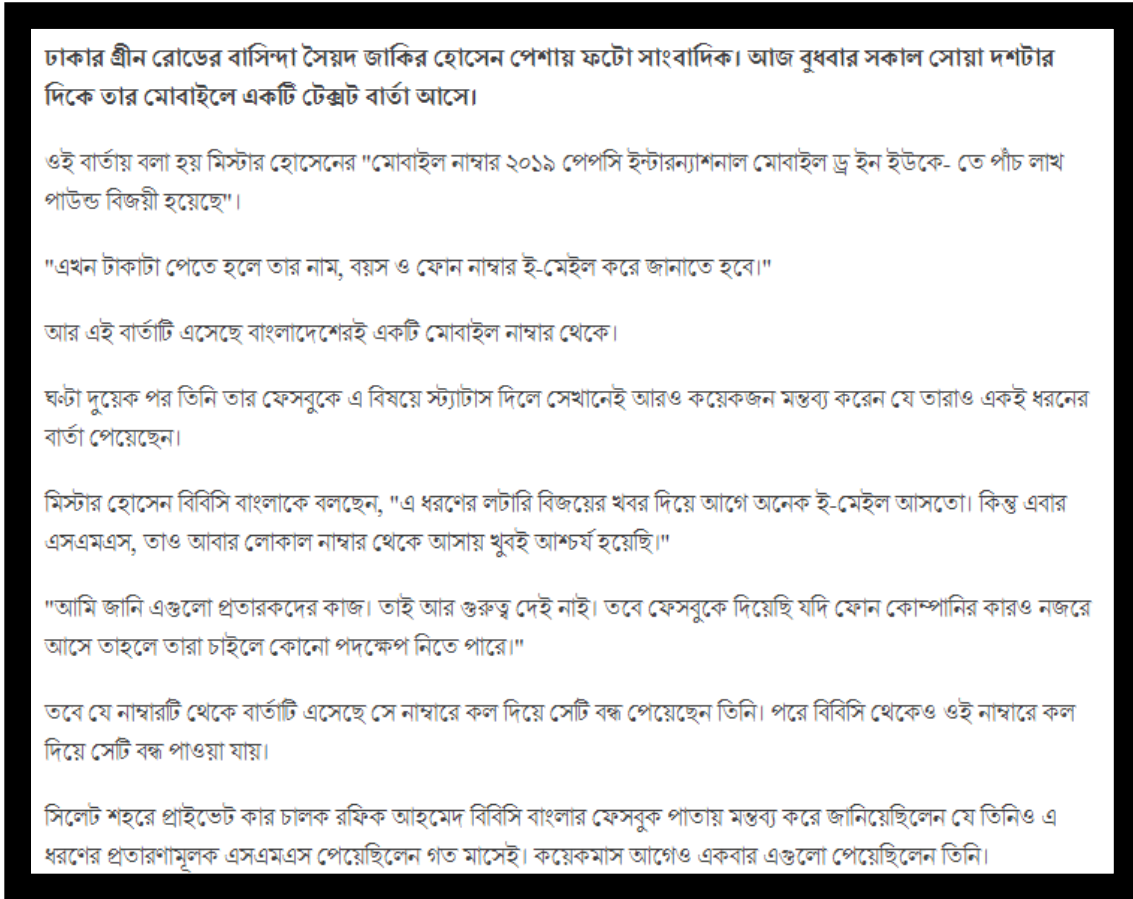 ঢাকার গ্রীন রোডের বাসিন্দা সৈয়দ জাকির হোসেন পেশায় ফটো সাংবাদিক। আজ বুধবার সকাল সোয়া দশটার
দিকে তার মোবাইলে একটি টেক্সট বার্তা আসে।
ওই বার্তায় বলা হয় মিস্টার হোসেনের "মোবাইল নাম্বার ২০১৯ পেপসি ইন্টারন্যাশনাল মোবাইল ড্র ইন ইউকে- তে পাঁচ লাখ
পাউন্ড বিজয়ী হয়েছে"।
"এখন টাকাটা পেতে হলে তার নাম, বয়স ও ফোন নাম্বার ই-মেইল করে জানাতে হবে।"
আর এই বার্তাটি এসেছে বাংলাদেশেরই একটি মোবাইল নাম্বার থেকে।
ঘণ্টা দুয়েক পর তিনি তার ফেসবুকে এ বিষয়ে স্ট্যাটাস দিলে সেখানেই আরও কয়েকজন মন্তব্য করেন যে তারাও একই ধরনের
বার্তা পেয়েছেন।
মিস্টার হোসেন বিবিসি বাংলাকে বলছেন, "এ ধরণের লটারি বিজয়ের খবর দিয়ে আগে অনেক ই-মেইল আসতো। কিন্তু এবার
এসএমএস, তাও আবার লোকাল নাম্বার থেকে আসায় খুবই আশ্চর্য হয়েছি।"
"আমি জানি এগুলো প্রতারকদের কাজ। তাই আর গুরুত্ব দেই নাই। তবে ফেসবুকে দিয়েছি যদি ফোন কোম্পানির কারও নজরে
আসে তাহলে তারা চাইলে কোনো পদক্ষেপ নিতে পারে।"
তবে যে নাম্বারটি থেকে বার্তাটি এসেছে সে নাম্বারে কল দিয়ে সেটি বন্ধ পেয়েছেন তিনি। পরে বিবিসি থেকেও ওই নাম্বারে কল
দিয়ে সেটি বন্ধ পাওয়া যায়।
সিলেট শহরে প্রাইভেট কার চালক রফিক আহমেদ বিবিসি বাংলার ফেসবুক পাতায় মন্তব্য করে জানিয়েছিলেন যে তিনিও এ
ধরণের প্রতারণামূলক এসএমএস পেয়েছিলেন গত মাসেই। কয়েকমাস আগেও একবার এগুলো পেয়েছিলেন তিনি।